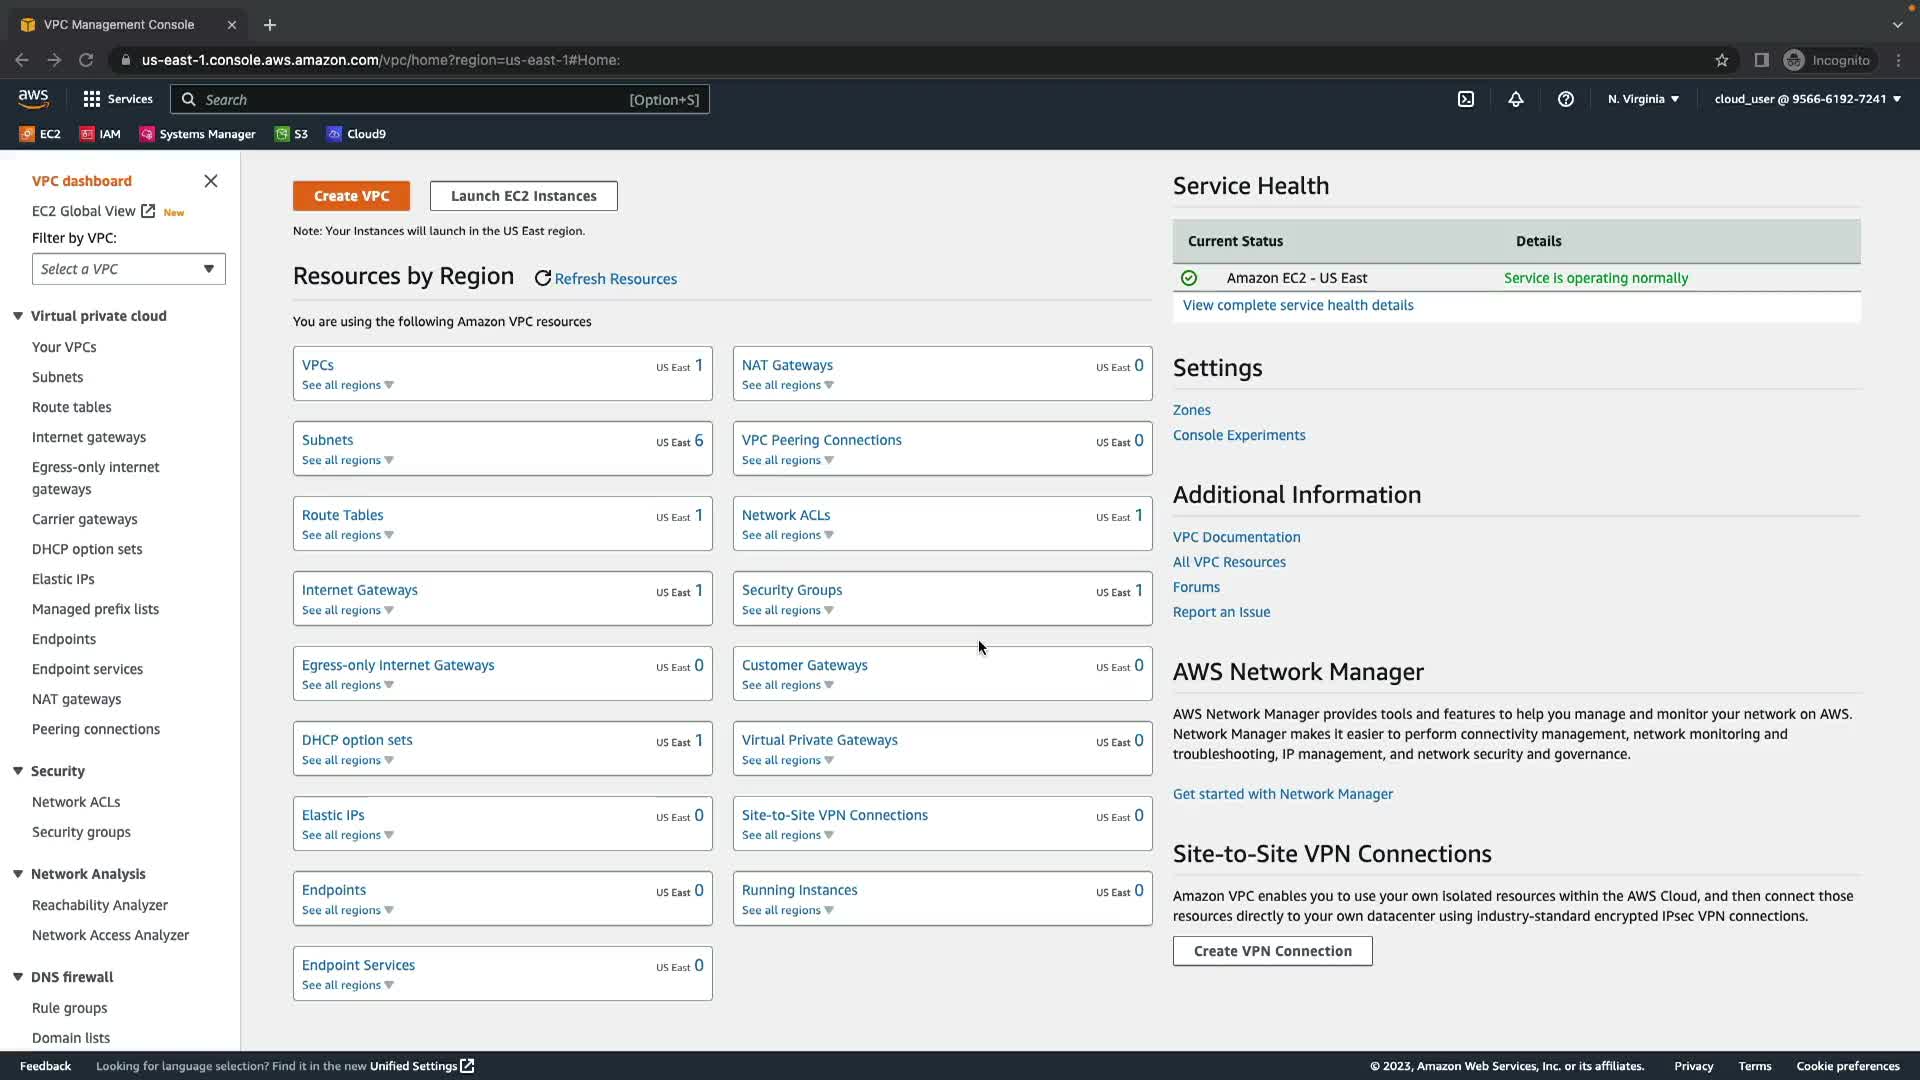 VPC Management Console
us-east-1.console.aws.amazon.com/vpc/home?region=us-east-1#Home:
Incognito
aws
Services
Search
[Option+S]
N. Virginia
cloud_user @ 9566-6192-7241
EC2
IAM
Systems Manager
S3
Cloud9
VPC dashboard
EC2 Global View
New
Filter by VPC:
Select a VPC
Virtual private cloud
Your VPCs
Subnets
Route tables
Internet gateways
Egress-only internet
gateways
Carrier gateways
DHCP option sets
Elastic IPs
Managed prefix lists
Endpoints
Endpoint services
NAT gateways
Peering connections
Security
Network ACLs
Security groups
Network Analysis
Reachability Analyzer
Network Access Analyzer
DNS firewall
Rule groups
Domain lists
Create VPC
Launch EC2 Instances
Note: Your Instances will launch in the US East region.
Resources by Region
Refresh Resources
You are using the following Amazon VPC resources
VPCs
US East 1
See all regions
NAT Gateways
US East 0
See all regions
Subnets
US East 6
See all regions
VPC Peering Connections
US East 0
See all regions
Route Tables
US East 1
See all regions
Network ACLs
US East 1
See all regions
Internet Gateways
US East 1
See all regions
Security Groups
US East 1
See all regions
Egress-only Internet Gateways
US East 0
See all regions
Customer Gateways
US East 0
See all regions
DHCP option sets
US East 1
See all regions
Virtual Private Gateways
US East 0
See all regions
Elastic IPs
US East 0
See all regions
Site-to-Site VPN Connections
US East 0
See all regions
Endpoints
US East 0
See all regions
Running Instances
US East 0
See all regions
Endpoint Services
US East 0
See all regions
Service Health
Current Status
Details
Amazon EC2 - US East
Service is operating normally
View complete service health details
Settings
Zones
Console Experiments
Additional Information
VPC Documentation
All VPC Resources
Forums
Report an Issue
AWS Network Manager
AWS Network Manager provides tools and features to help you manage and monitor your network on AWS.
Network Manager makes it easier to perform connectivity management, network monitoring and
troubleshooting, IP management, and network security and governance.
Get started with Network Manager
Site-to-Site VPN Connections
Amazon VPC enables you to use your own isolated resources within the AWS Cloud, and then connect those
resources directly to your own datacenter using industry-standard encrypted IPsec VPN connections.
Create VPN Connection
Feedback
Looking for language selection? Find it in the new Unified Settings
© 2023, Amazon Web Services, Inc. or its affiliates.
Privacy
Terms
Cookie preferences